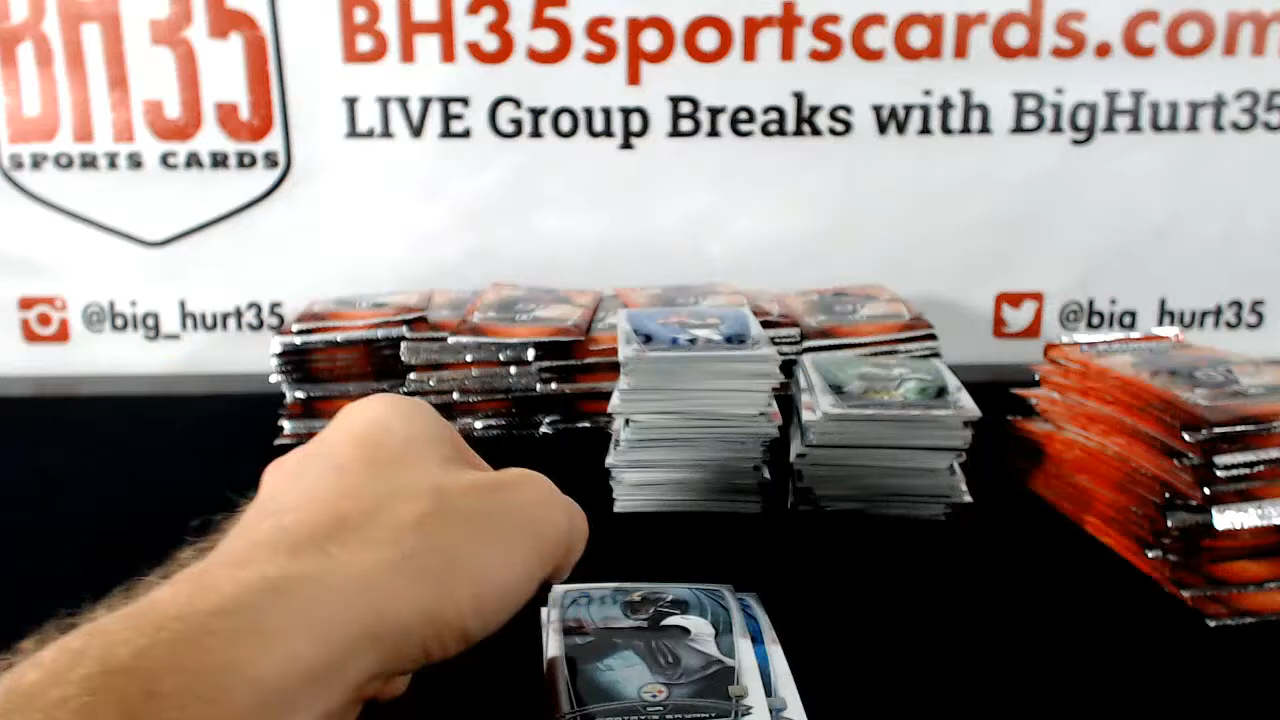 BH35
SPORTS CARDS
BH35sportscards.com
LIVE Group Breaks with BigHurt35
@big_hurt35
@big_hurt35